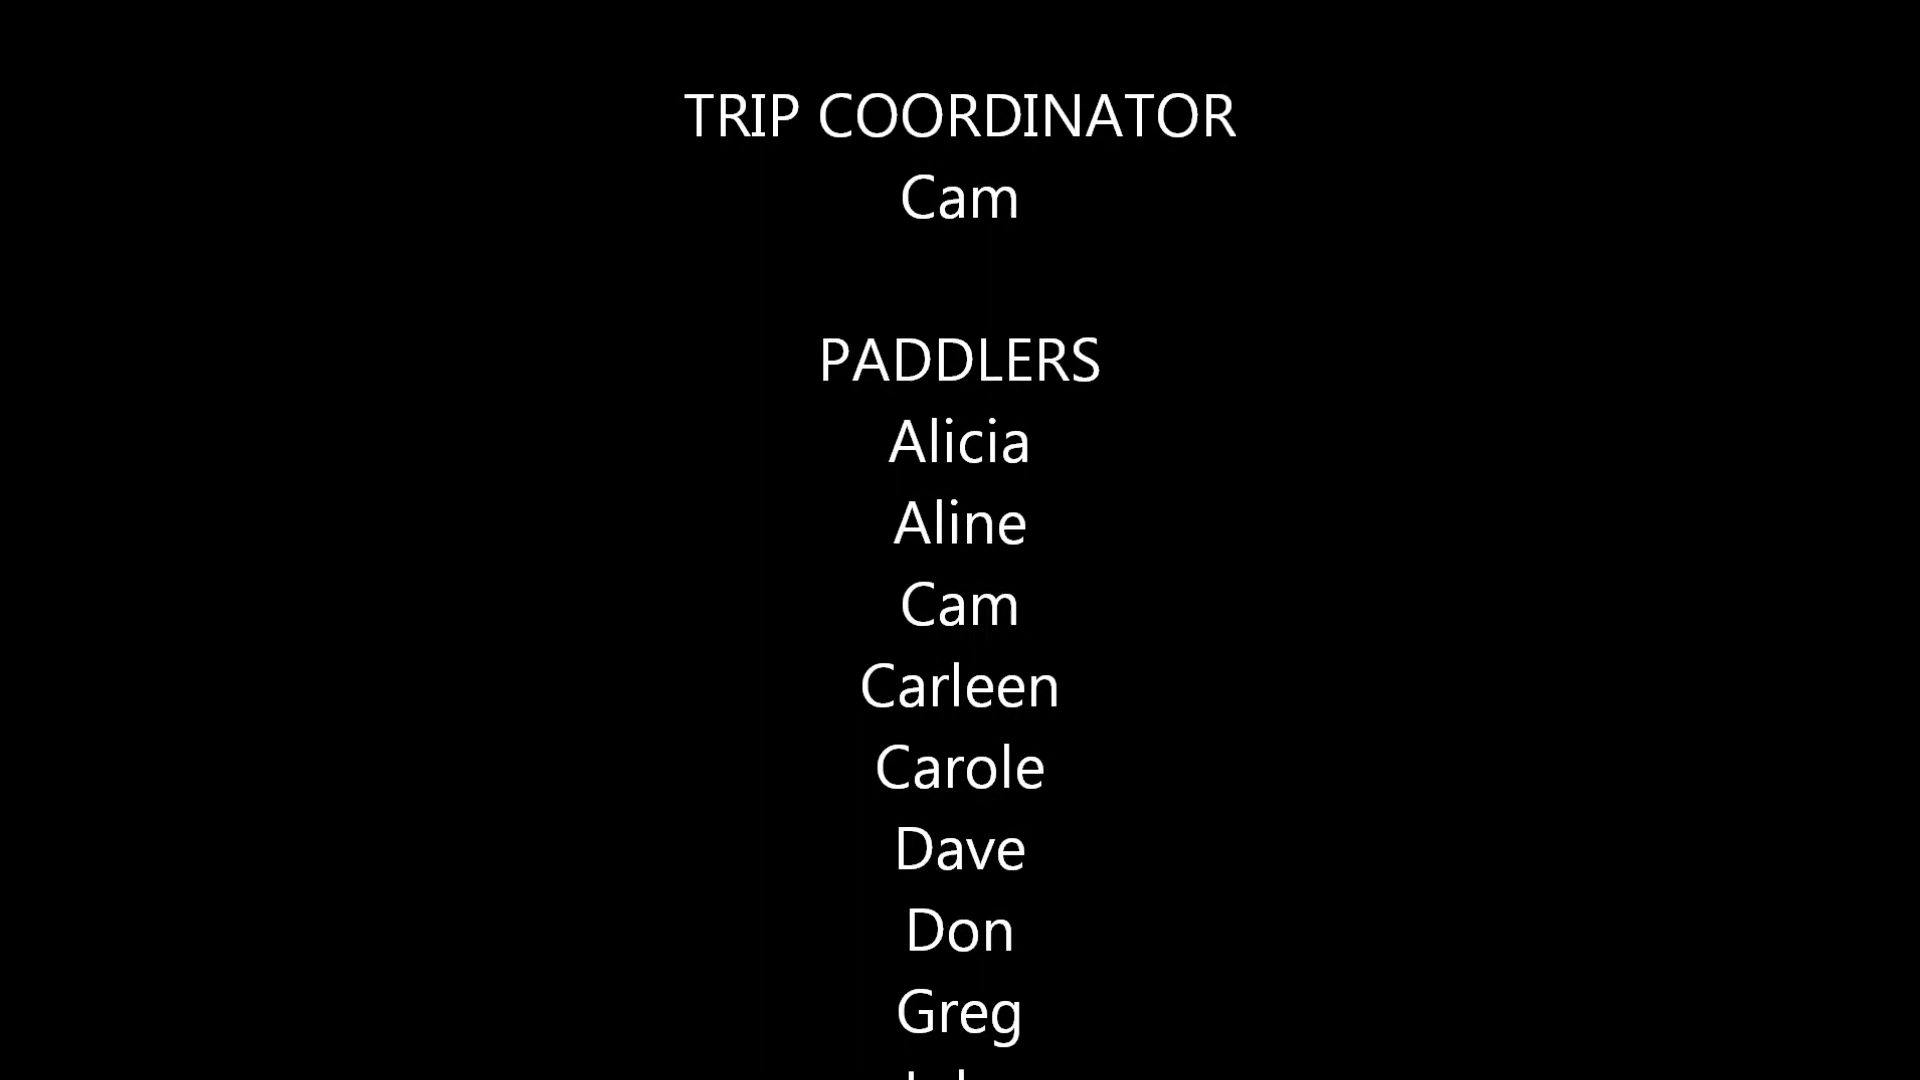 TRIP COORDINATOR
Cam
PADDLERS
Alicia
Aline
Cam
Carleen
Carole
Dave
Don
Greg